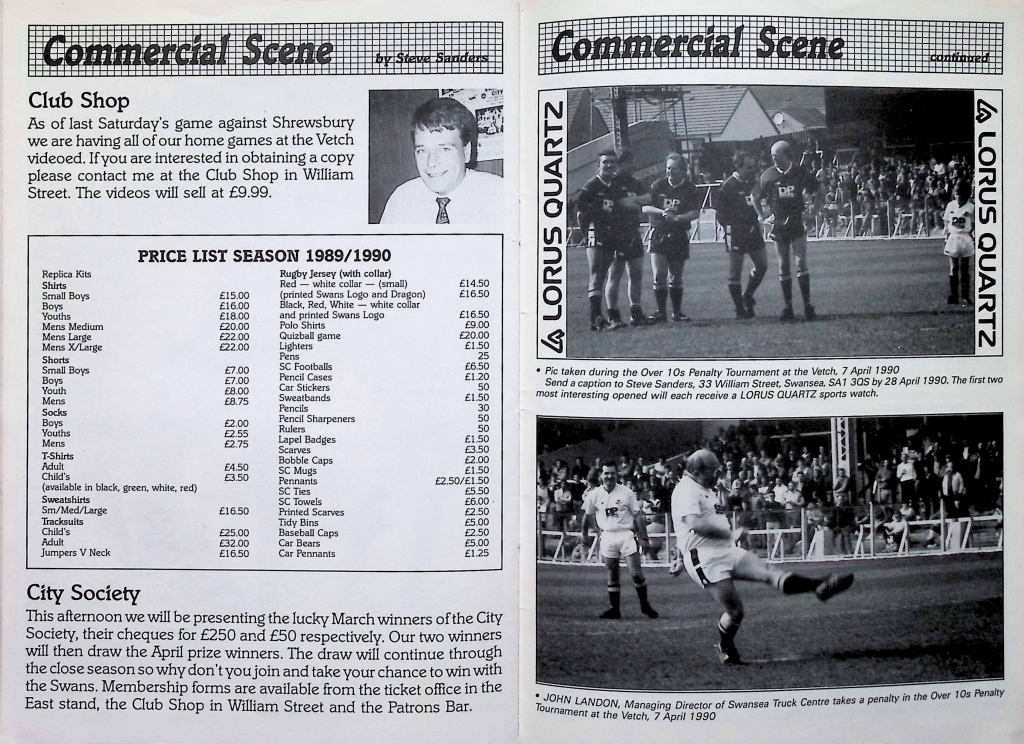 Commercial Scene
by Steve Sanders
Club Shop
As of last Saturday's game against Shrewsbury
we are having all of our home games at the Vetch
videoed. If you are interested in obtaining a copy
please contact me at the Club Shop in William
Street. The videos will sell at £9.99.
PRICE LIST SEASON 1989/1990
Replica Kits
Shirts
Small Boys £15.00
Boys £16.00
Youths £18.00
Mens Medium £20.00
Mens Large £22.00
Mens X/Large £22.00
Shorts
Small Boys £7.00
Boys £7.00
Youth £8.00
Mens £8.75
Socks
Boys £2.00
Youths £2.55
Mens £2.75
T-Shirts
Adult £4.50
Child's £3.50
(available in black, green, white, red)
Sweatshirts
Sm/Med/Large £16.50
Tracksuits
Child's £25.00
Adult £32.00
Jumpers V Neck £16.50
Rugby Jersey (with collar)
Red — white collar — (small) £14.50
(printed Swans Logo and Dragon) £16.50
Black, Red, White — white collar
and printed Swans Logo £16.50
Polo Shirts £9.00
Quizball game £20.00
Lighters £1.50
Pens 25
SC Footballs £6.50
Pencil Cases £1.20
Car Stickers 50
Sweatbands £1.50
Pencils 30
Pencil Sharpeners 50
Rulers 50
Lapel Badges £1.50
Scarves £3.50
Bobble Caps £2.00
SC Mugs £1.50
Pennants £2.50/£1.50
SC Ties £5.50
SC Towels £6.00
Printed Scarves £2.50
Tidy Bins £5.00
Baseball Caps £2.50
Car Bears £5.00
Car Pennants £1.25
City Society
This afternoon we will be presenting the lucky March winners of the City
Society, their cheques for £250 and £50 respectively. Our two winners
will then draw the April prize winners. The draw will continue through
the close season so why don't you join and take your chance to win with
the Swans. Membership forms are available from the ticket office in the
East stand, the Club Shop in William Street and the Patrons Bar.
Commercial Scene
continued
LORUS QUARTZ
LORUS QUARTZ
• Pic taken during the Over 10s Penalty Tournament at the Vetch, 7 April 1990
Send a caption to Steve Sanders, 33 William Street, Swansea, SA1 3QS by 28 April 1990. The first two
most interesting opened will each receive a LORUS QUARTZ sports watch.
• JOHN LANDON, Managing Director of Swansea Truck Centre takes a penalty in the Over 10s Penalty
Tournament at the Vetch, 7 April 1990